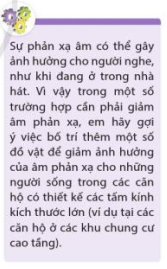 Sự phản xạ âm có thể gây
ảnh hưởng cho người nghe,
như khi đang ở trong nhà
hát. Vì vậy trong một số
trường hợp cần phải giảm
âm phản xạ, em hãy gợi
ý việc bố trí thêm một số
đồ vật để giảm ảnh hưởng
của âm phản xạ cho những
người sống trong các căn
hộ có thiết kế các tấm kính
kích thước lớn (ví dụ tại các
căn hộ ở các khu chung cư
cao tầng).